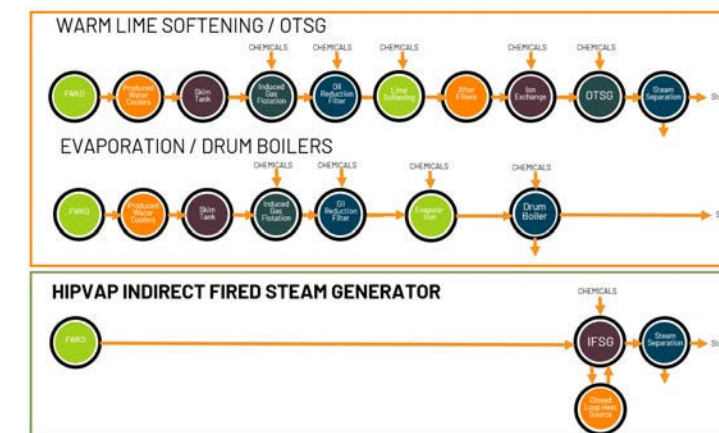 WARM LIME SOFTENING / OTSG
CHEMICALS CHEMICALS CHEMICALS CHEMICALS CHEMICALS
FWKO
Produced
Water
Coolers
Skim
Tank
Induced
Gas
Flotation
Oil
Reduction
Filter
Lime
Softening
After
Filters
Ion
Exchange
OTSG
Steam
Separation
EVAPORATION / DRUM BOILERS
CHEMICALS CHEMICALS CHEMICALS CHEMICALS
FWKO
Produced
Water
Coolers
Skim
Tank
Induced
Gas
Flotation
Oil
Reduction
Filter
Evapora-
tion
Drum
Boiler
HIPVAP INDIRECT FIRED STEAM GENERATOR
CHEMICALS
FWKO
IFSG
Steam
Separation
Closed
Loop Heat
Source